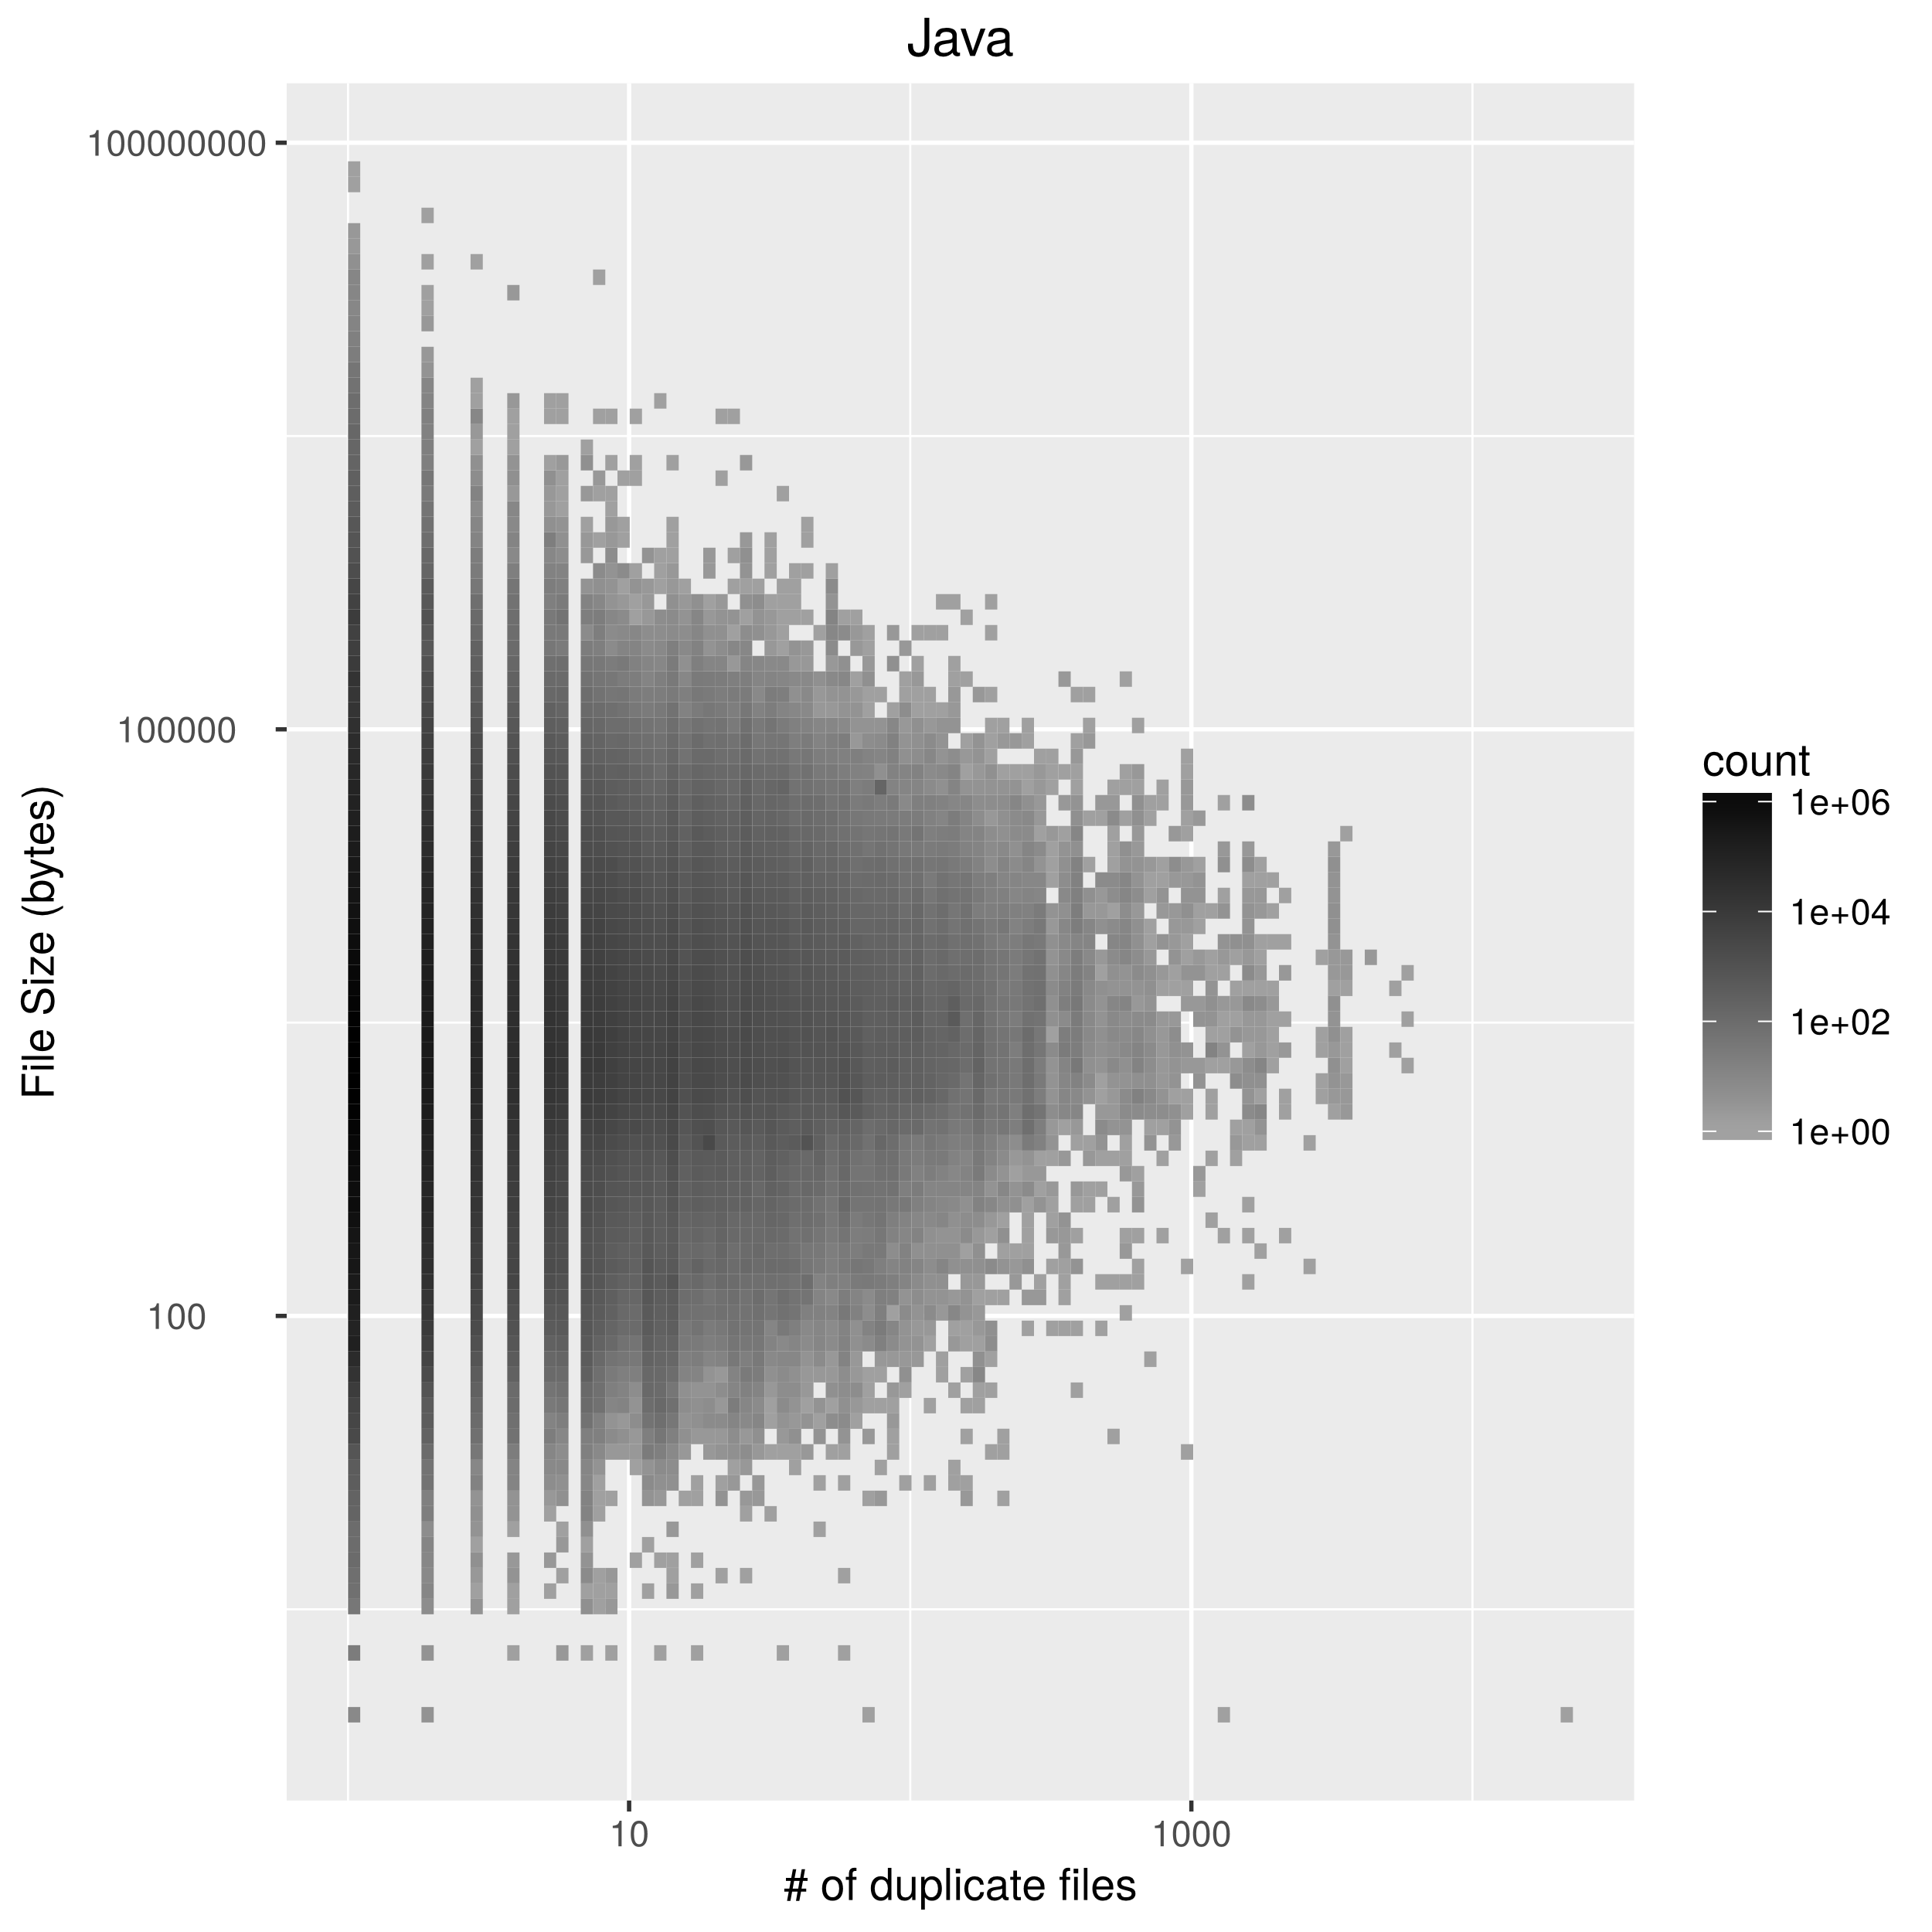 Java
100000000
100000
100
File Size (bytes)
10
1000
# of duplicate files
count
1e+06
1e+04
1e+02
1e+00